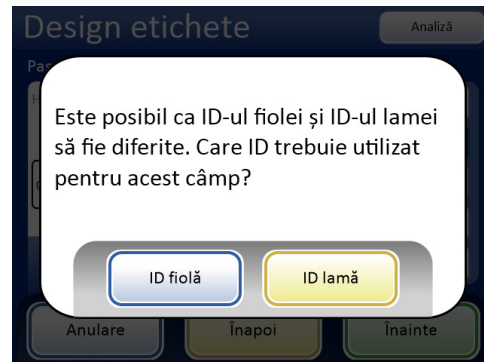 Design etichete
Analiză
Pas
Este posibil ca ID-ul fiolei și ID-ul lamei
să fie diferite. Care ID trebuie utilizat
pentru acest câmp?
ID fiolă
ID lamă
Anulare
Înapoi
Înainte